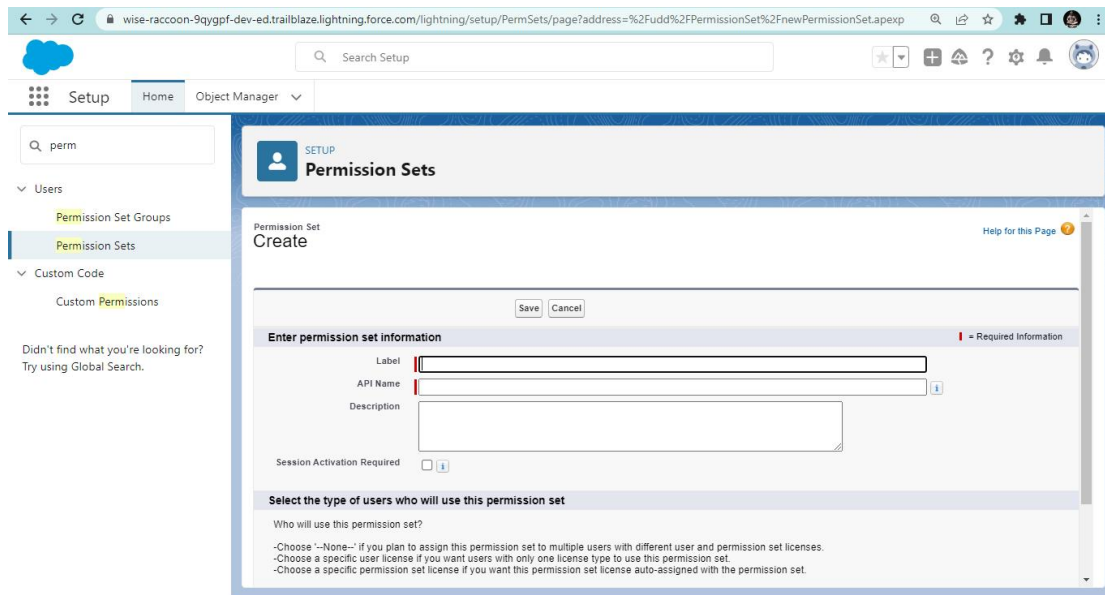 wise-raccoon-9qygpf-dev-ed.trailblaze.lightning.force.com/lightning/setup/PermSets/page?address=%2Fudd%2FPermissionSet%2FnewPermissionSet.apexp
Search Setup
Setup Home Object Manager
perm
Users
Permission Set Groups
Permission Sets
Custom Code
Custom Permissions
Didn't find what you're looking for?
Try using Global Search.
SETUP
Permission Sets
Permission Set
Create
Help for this Page ?
Save Cancel
Enter permission set information
= Required Information
Label
API Name
i
Description
Session Activation Required
i
Select the type of users who will use this permission set
Who will use this permission set?
-Choose '--None--' if you plan to assign this permission set to multiple users with different user and permission set licenses.
-Choose a specific user license if you want users with only one license type to use this permission set.
-Choose a specific permission set license if you want this permission set license auto-assigned with the permission set.